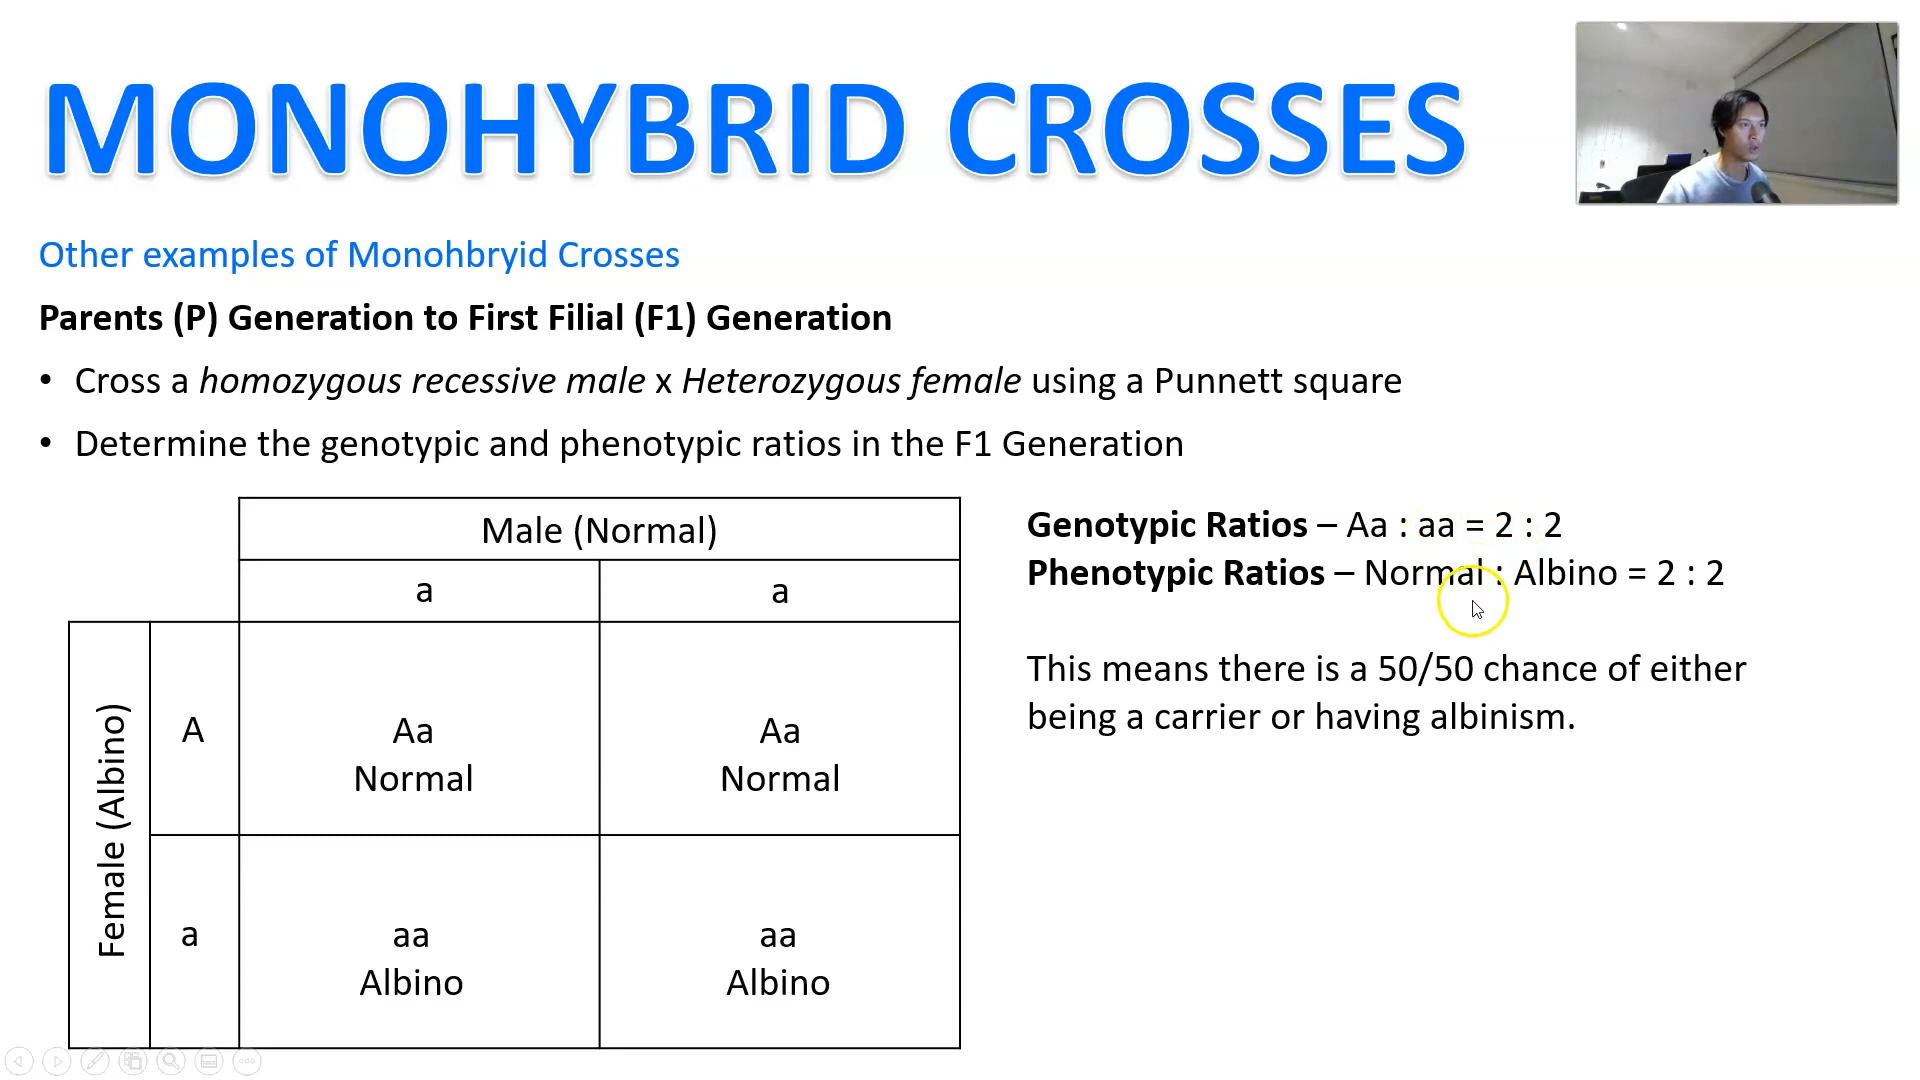 MONOHYBRID CROSSES
Other examples of Monohbryid Crosses
Parents (P) Generation to First Filial (F1) Generation
• Cross a homozygous recessive male x Heterozygous female using a Punnett square
• Determine the genotypic and phenotypic ratios in the F1 Generation
Male (Normal)
a a
Female (Albino)
A
Aa
Normal
Aa
Normal
a
aa
Albino
aa
Albino
Genotypic Ratios – Aa : aa = 2 : 2
Phenotypic Ratios – Normal : Albino = 2 : 2
This means there is a 50/50 chance of either
being a carrier or having albinism.